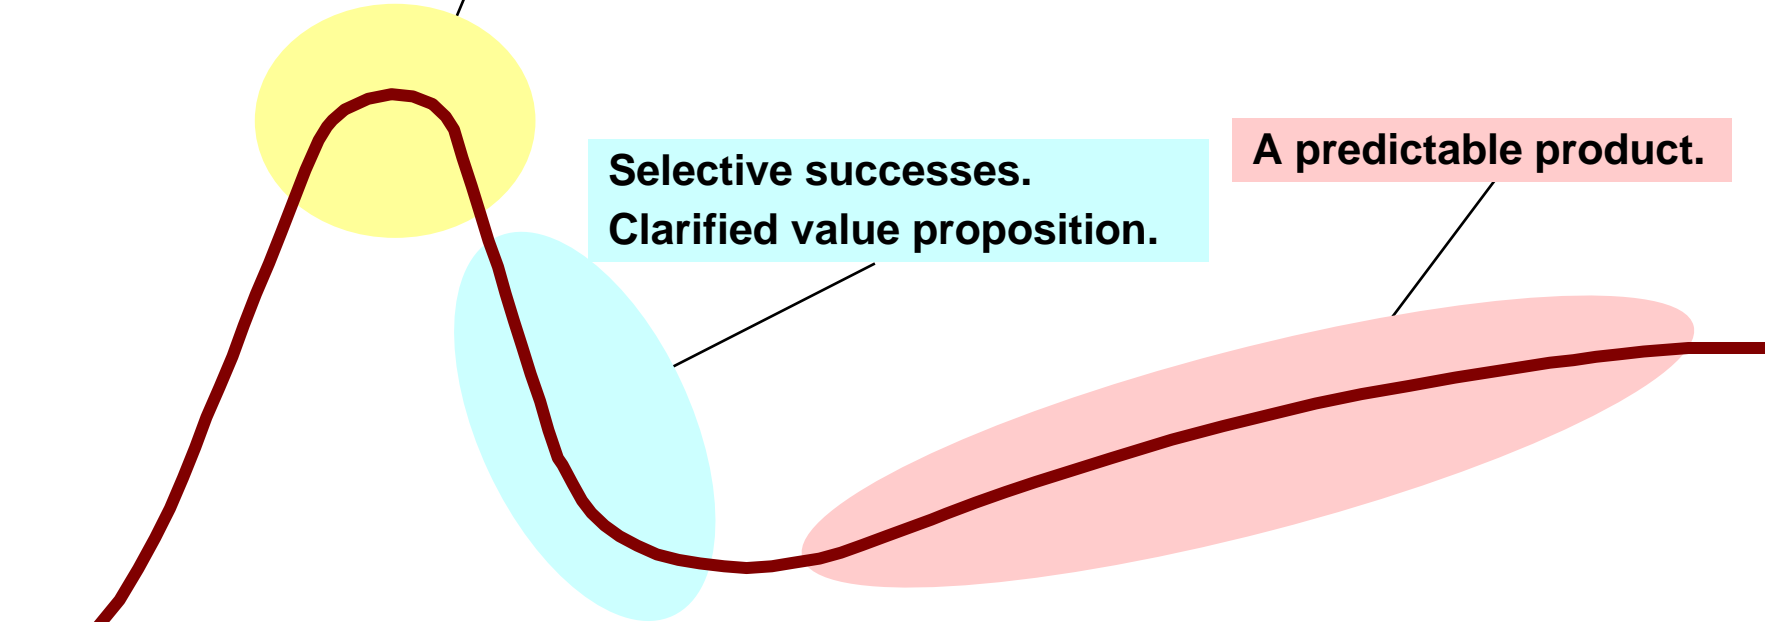 Selective successes.
Clarified value proposition.
A predictable product.